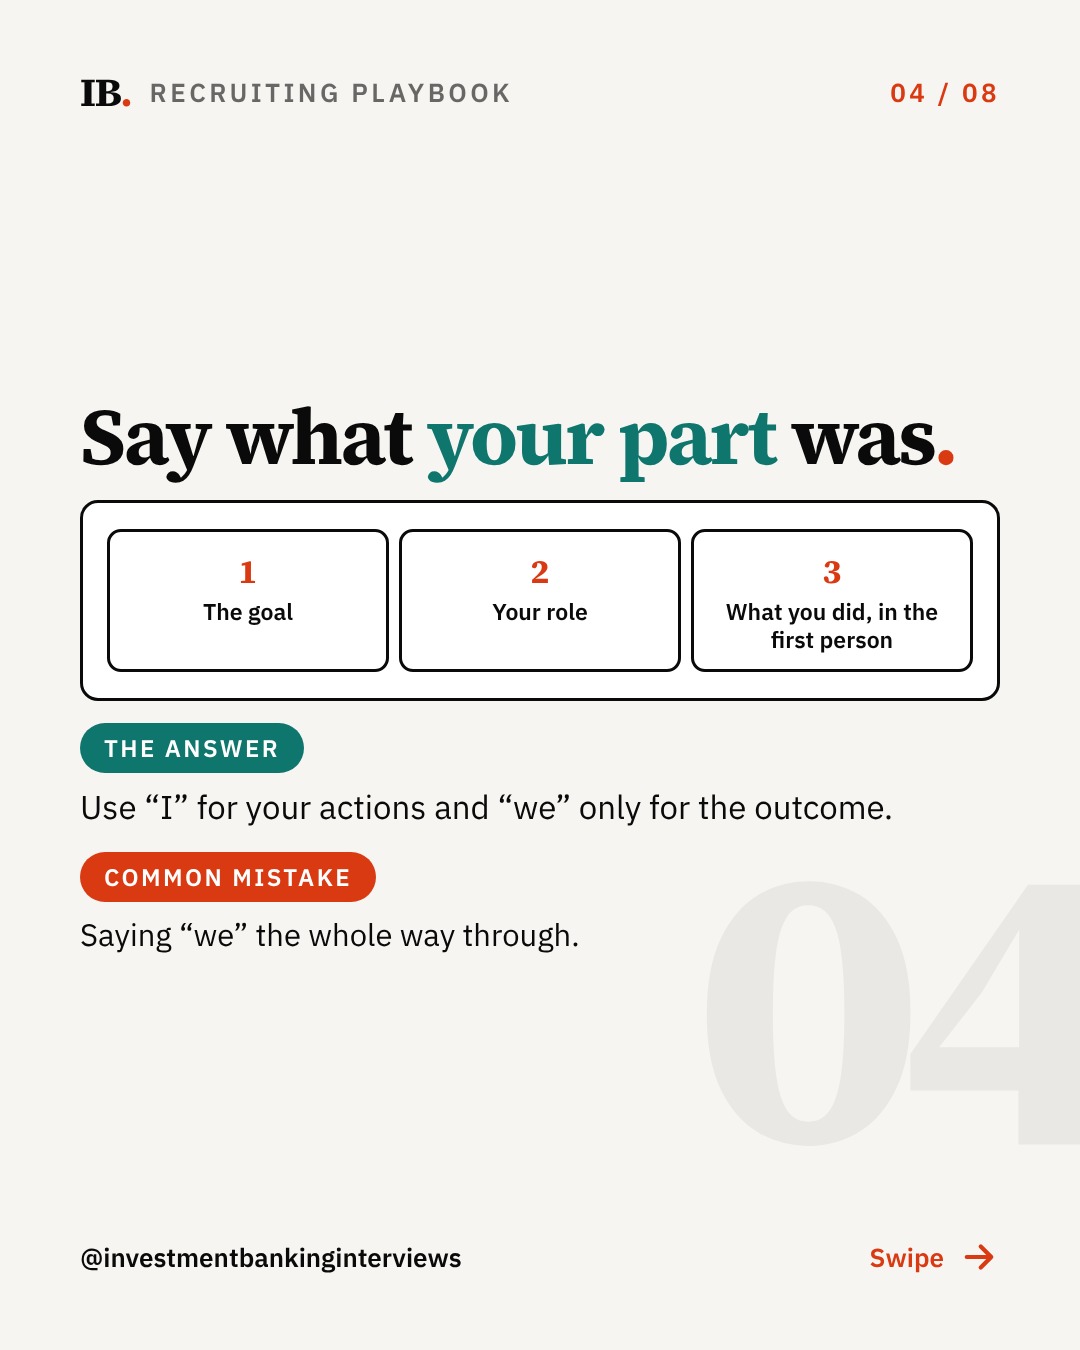 IB. RECRUITING PLAYBOOK
04 / 08
Say what your part was.
1
The goal
2
Your role
3
What you did, in the
first person
THE ANSWER
Use “I” for your actions and “we” only for the outcome.
COMMON MISTAKE
Saying “we” the whole way through.
04
@investmentbankinginterviews
Swipe →